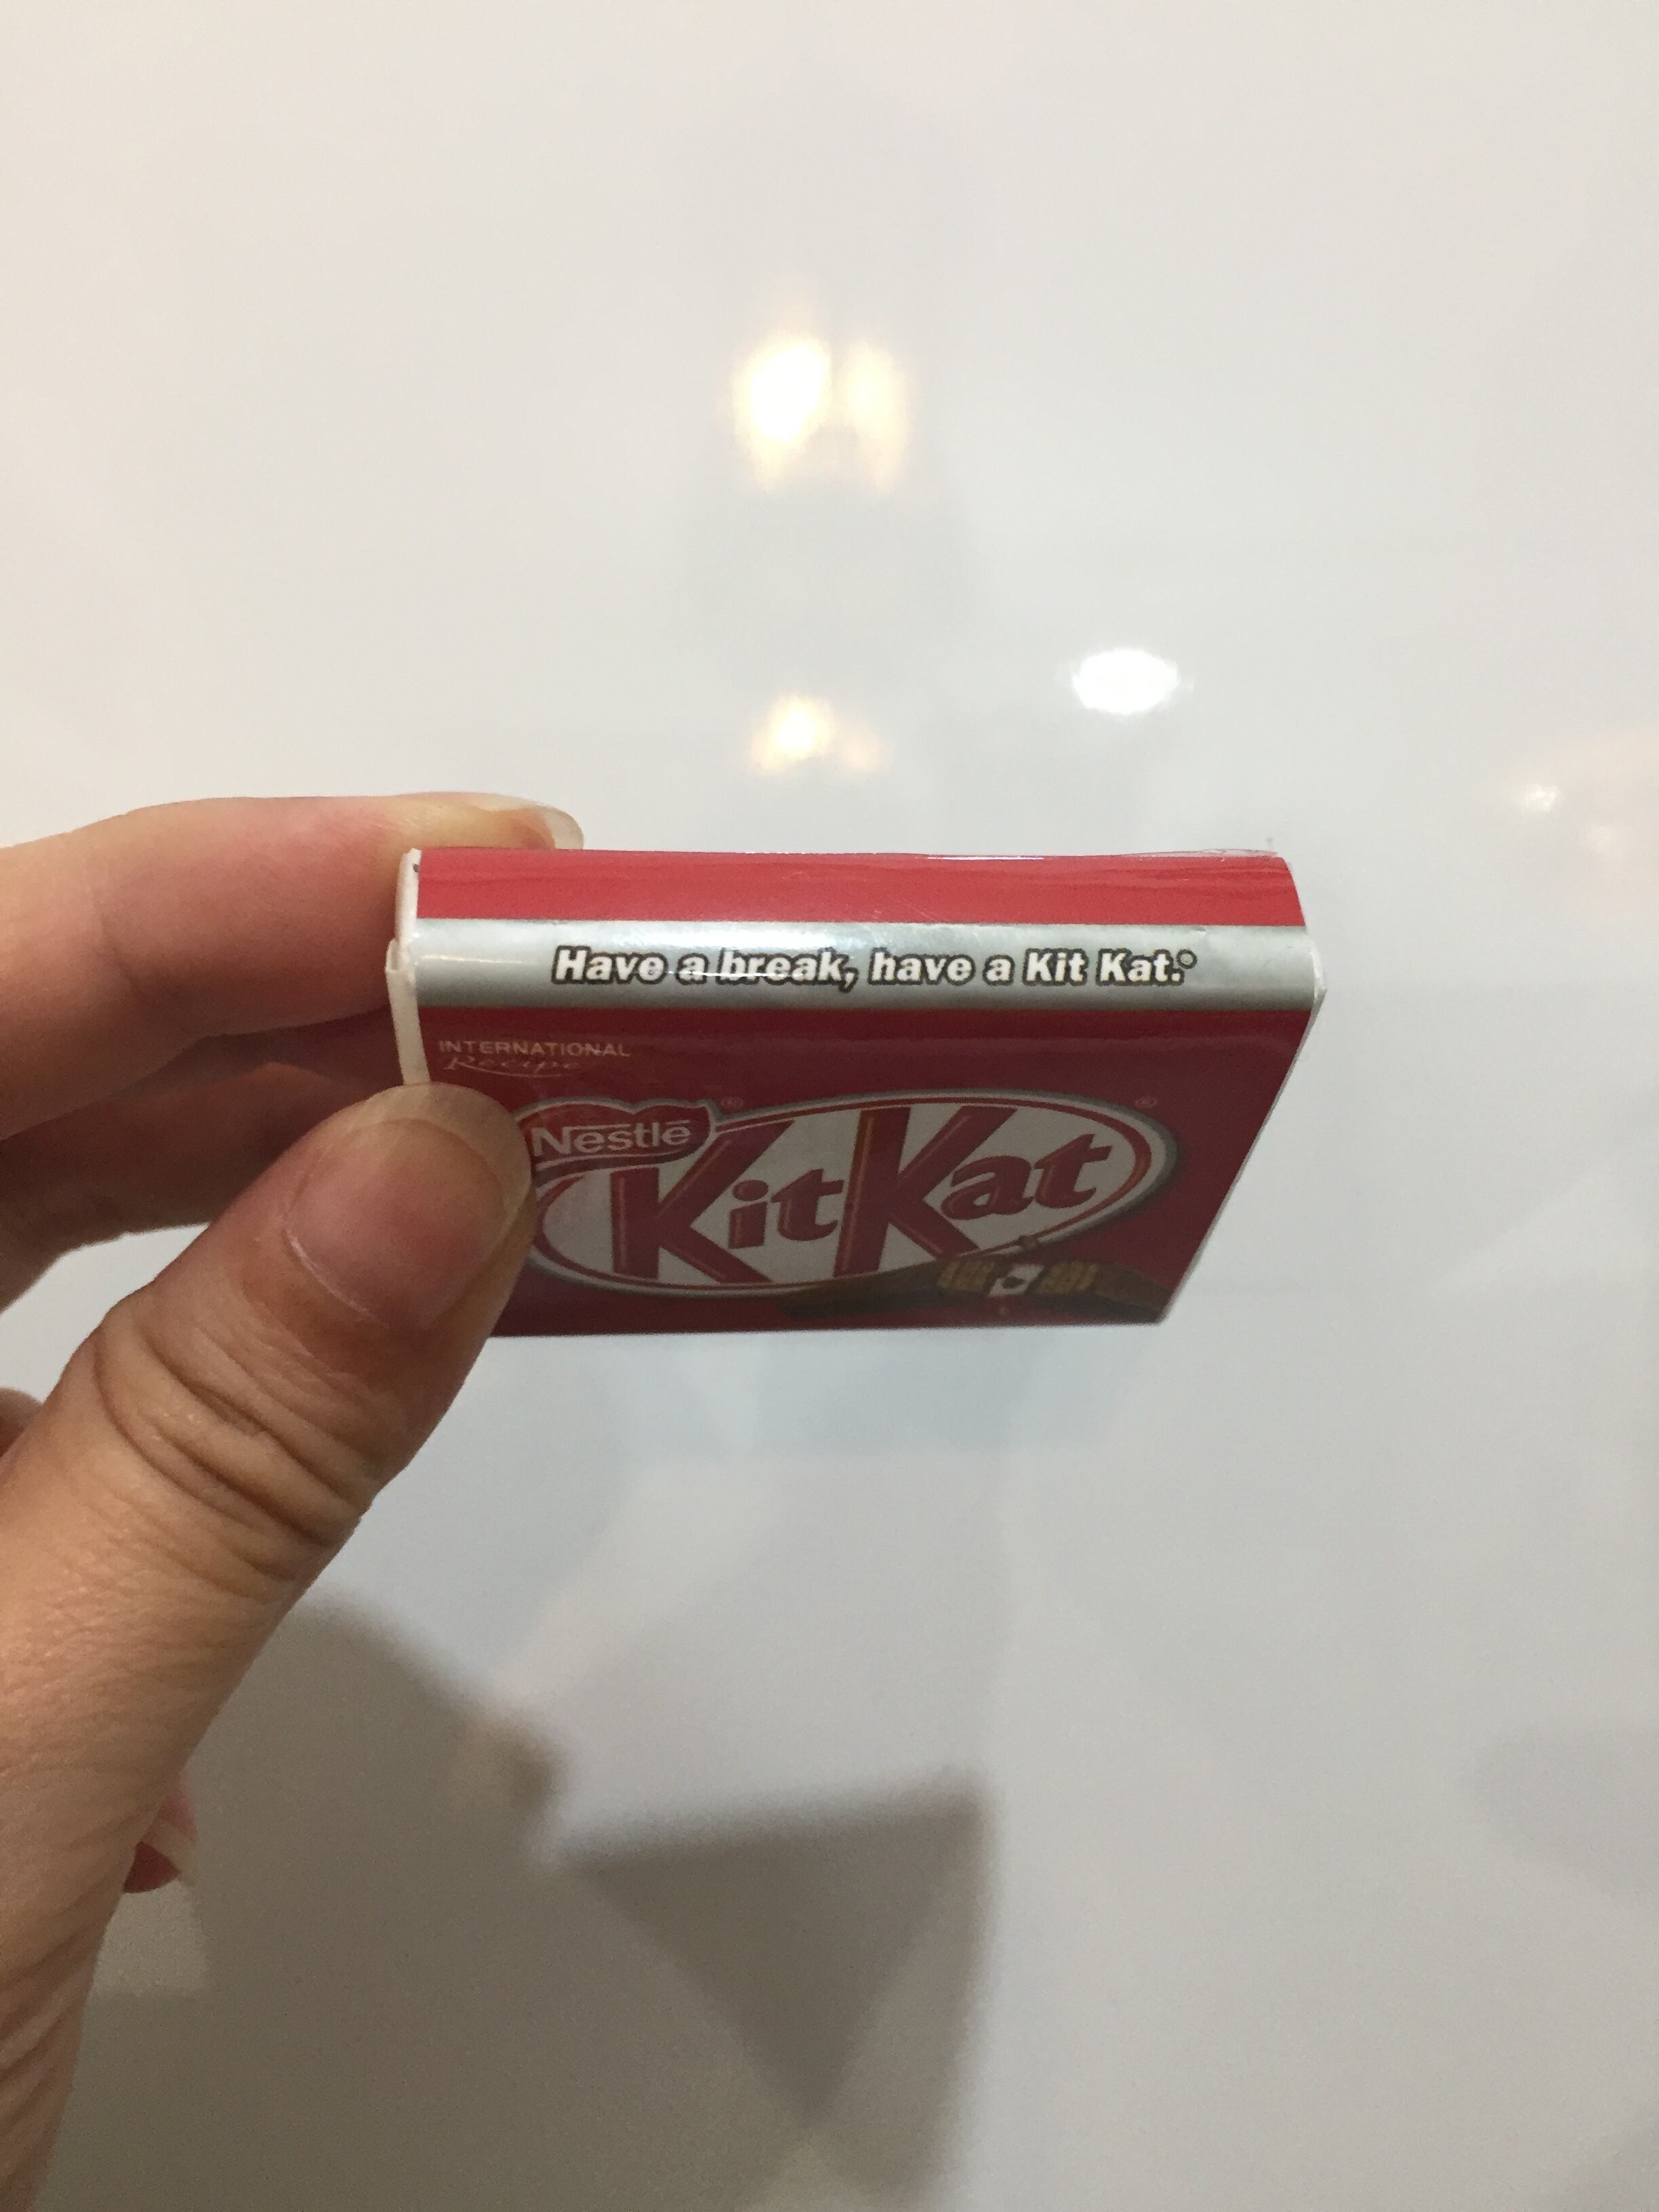 Have a break, have a Kit Kat.®
INTERNATIONAL
Recipe
Nestlé ®
KitKat ®